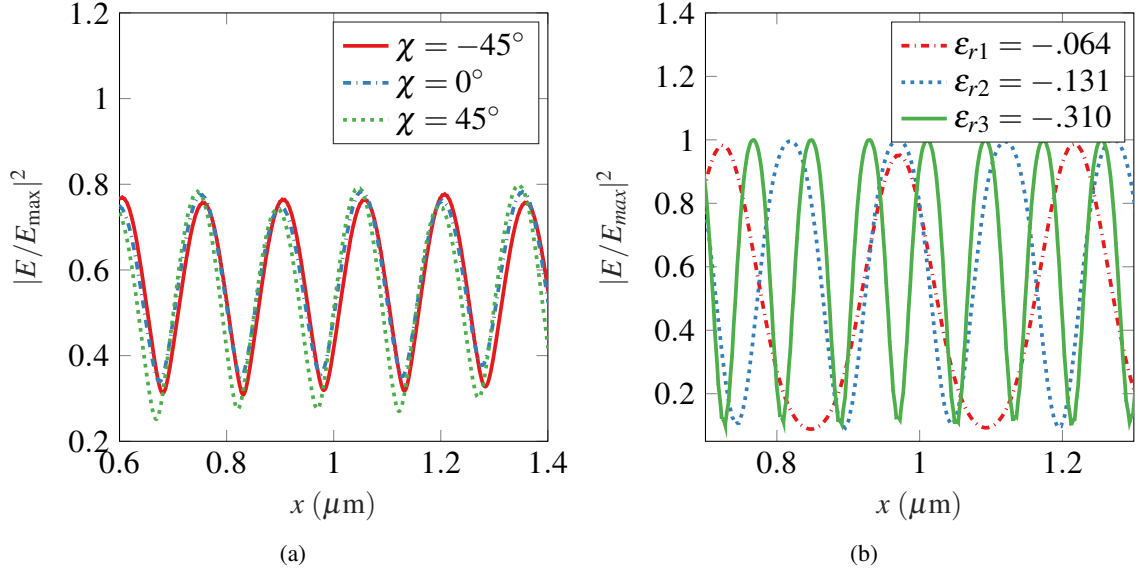 1.2
1
0.8
0.6
0.4
0.2
|E/E_max|²
χ = −45°
χ = 0°
χ = 45°
0.6 0.8 1 1.2 1.4
x (μm)
(a)
1.4
1.2
1
0.8
0.6
0.4
0.2
|E/E_max|²
ε_r1 = −.064
ε_r2 = −.131
ε_r3 = −.310
0.8 1 1.2
x (μm)
(b)